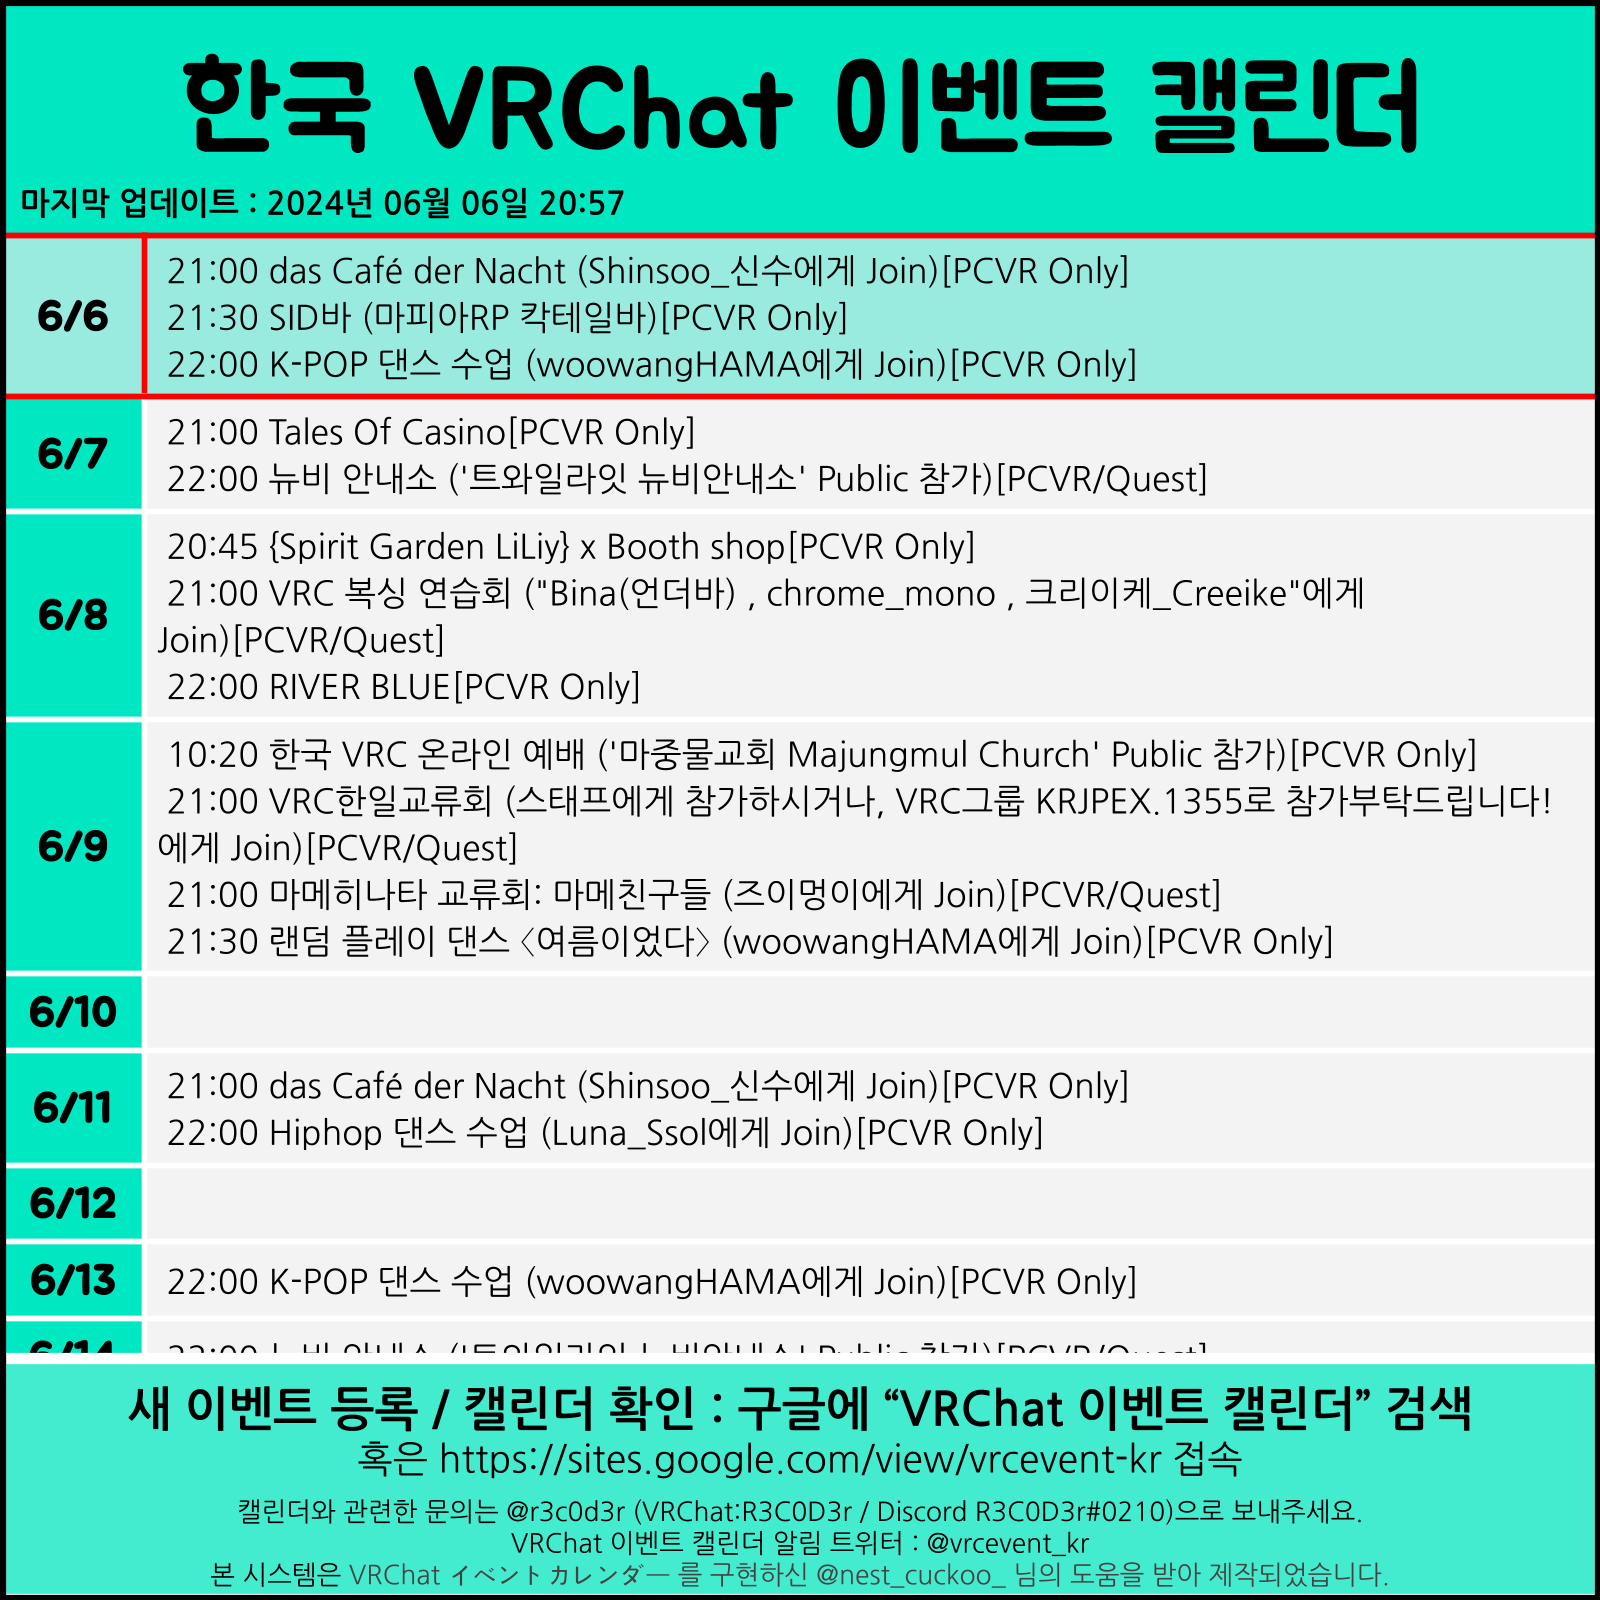 한국 VRChat 이벤트 캘린더
마지막 업데이트 : 2024년 06월 06일 20:57
6/6
21:00 das Café der Nacht (Shinsoo_신수에게 Join)[PCVR Only]
21:30 SID바 (마피아RP 칵테일바)[PCVR Only]
22:00 K-POP 댄스 수업 (woowangHAMA에게 Join)[PCVR Only]
6/7
21:00 Tales Of Casino[PCVR Only]
22:00 뉴비 안내소 ('트와일라잇 뉴비안내소' Public 참가)[PCVR/Quest]
6/8
20:45 {Spirit Garden LiLiy} x Booth shop[PCVR Only]
21:00 VRC 복싱 연습회 ("Bina(언더바) , chrome_mono , 크리이케_Creeike"에게
Join)[PCVR/Quest]
22:00 RIVER BLUE[PCVR Only]
6/9
10:20 한국 VRC 온라인 예배 ('마중물교회 Majungmul Church' Public 참가)[PCVR Only]
21:00 VRC한일교류회 (스태프에게 참가하시거나, VRC그룹 KRJPEX.1355로 참가부탁드립니다!
에게 Join)[PCVR/Quest]
21:00 마메히나타 교류회: 마메친구들 (즈이멍이에게 Join)[PCVR/Quest]
21:30 랜덤 플레이 댄스 〈여름이었다〉 (woowangHAMA에게 Join)[PCVR Only]
6/10
6/11
21:00 das Café der Nacht (Shinsoo_신수에게 Join)[PCVR Only]
22:00 Hiphop 댄스 수업 (Luna_Ssol에게 Join)[PCVR Only]
6/12
6/13
22:00 K-POP 댄스 수업 (woowangHAMA에게 Join)[PCVR Only]
6/14
22:00 뉴비 안내소 ('트와일라잇 뉴비안내소' Public 참가)[PCVR/Quest]
새 이벤트 등록 / 캘린더 확인 : 구글에 “VRChat 이벤트 캘린더” 검색
혹은 https://sites.google.com/view/vrcevent-kr 접속
캘린더와 관련한 문의는 @r3c0d3r (VRChat:R3C0D3r / Discord R3C0D3r#0210)으로 보내주세요.
VRChat 이벤트 캘린더 알림 트위터 : @vrcevent_kr
본 시스템은 VRChat イベントカレンダー 를 구현하신 @nest_cuckoo_ 님의 도움을 받아 제작되었습니다.